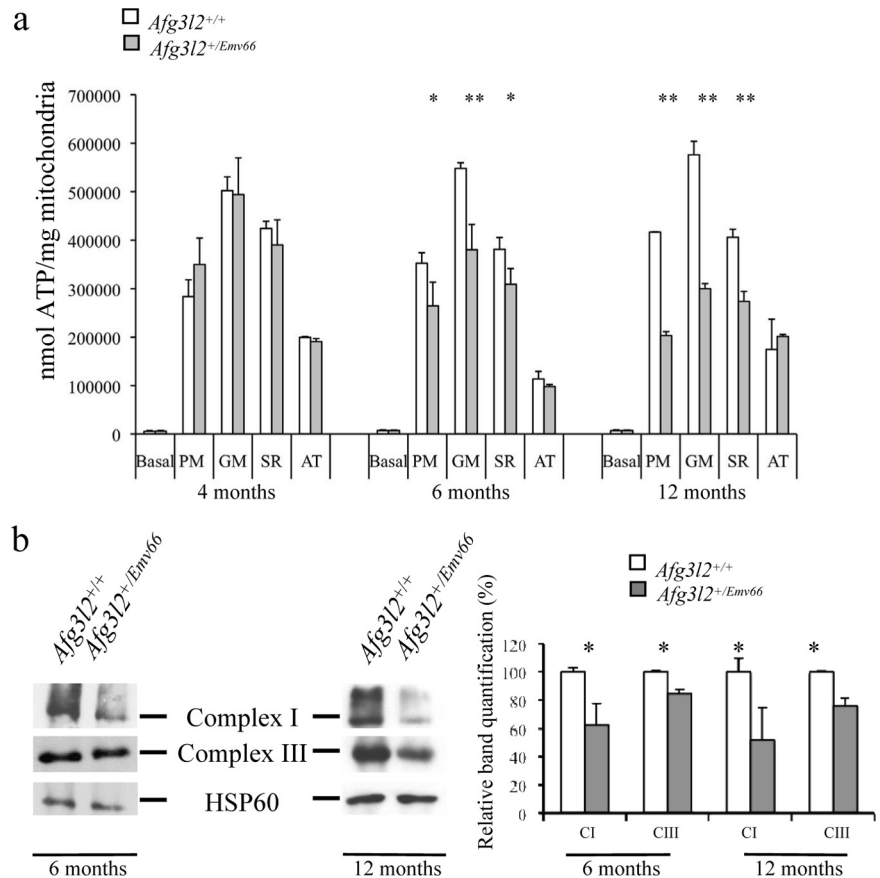 a
Afg3l2+/+
Afg3l2+/Emv66
nmol ATP/mg mitochondria
700000
600000
500000
400000
300000
200000
100000
0
* ** * ** ** **
Basal PM GM SR AT Basal PM GM SR AT Basal PM GM SR AT
4 months 6 months 12 months
b
Afg3l2+/+
Afg3l2+/Emv66
Afg3l2+/+
Afg3l2+/Emv66
Complex I
Complex III
HSP60
6 months
12 months
Afg3l2+/+
Afg3l2+/Emv66
Relative band quantification (%)
120
100
80
60
40
20
0
* * * *
CI CIII CI CIII
6 months 12 months